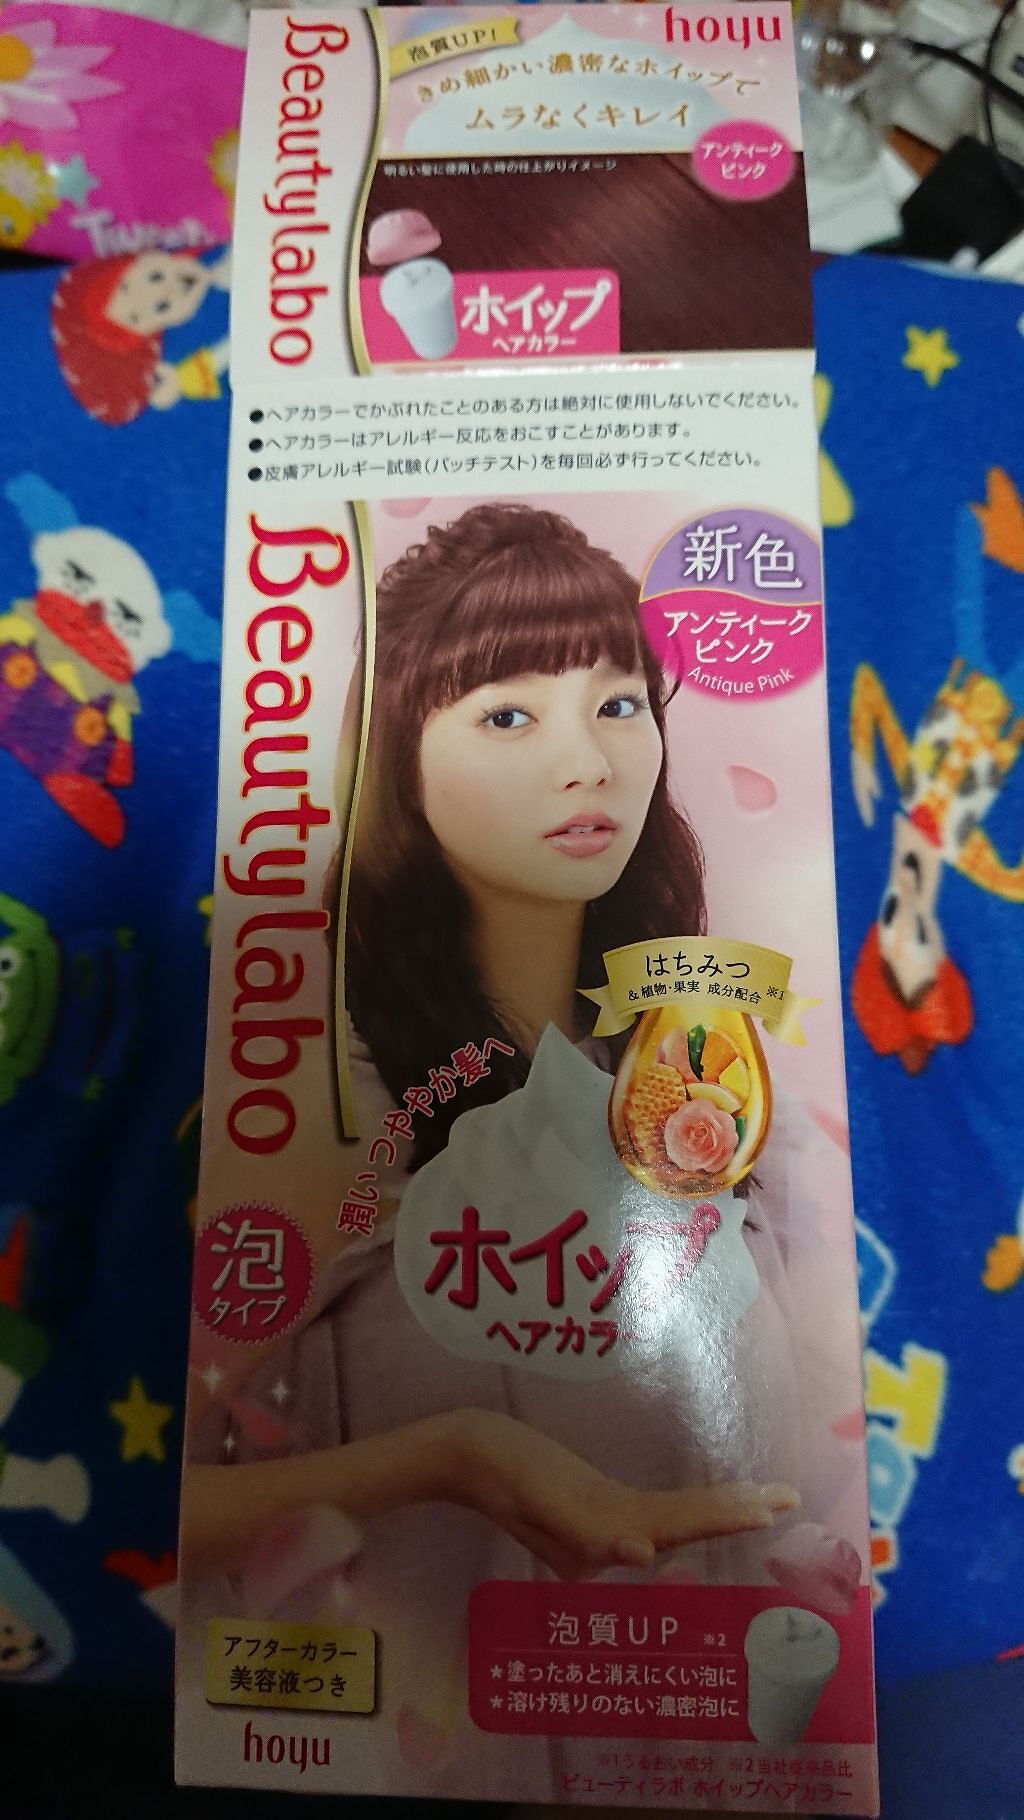 hoyu
Beautylabo
泡質UP!
きめ細かい濃密なホイップで
ムラなくキレイ
アンティーク
ピンク
明るい髪に使用した時の仕上がりイメージ
ホイップ
ヘアカラー
●ヘアカラーでかぶれたことのある方は絶対に使用しないでください。
●ヘアカラーはアレルギー反応をおこすことがあります。
●皮膚アレルギー試験(パッチテスト)を毎回必ず行ってください。
Beautylabo
新色
アンティーク
ピンク
Antique Pink
はちみつ
&植物・果実 成分配合 ※1
潤いつややか髪へ
泡
タイプ
ホイップ
ヘアカラー
泡質UP ※2
★塗ったあと消えにくい泡に
★溶け残りのない濃密泡に
アフターカラー
美容液つき
hoyu
※1うるおい成分 ※2当社従来品比
ビューティラボ ホイップヘアカラー